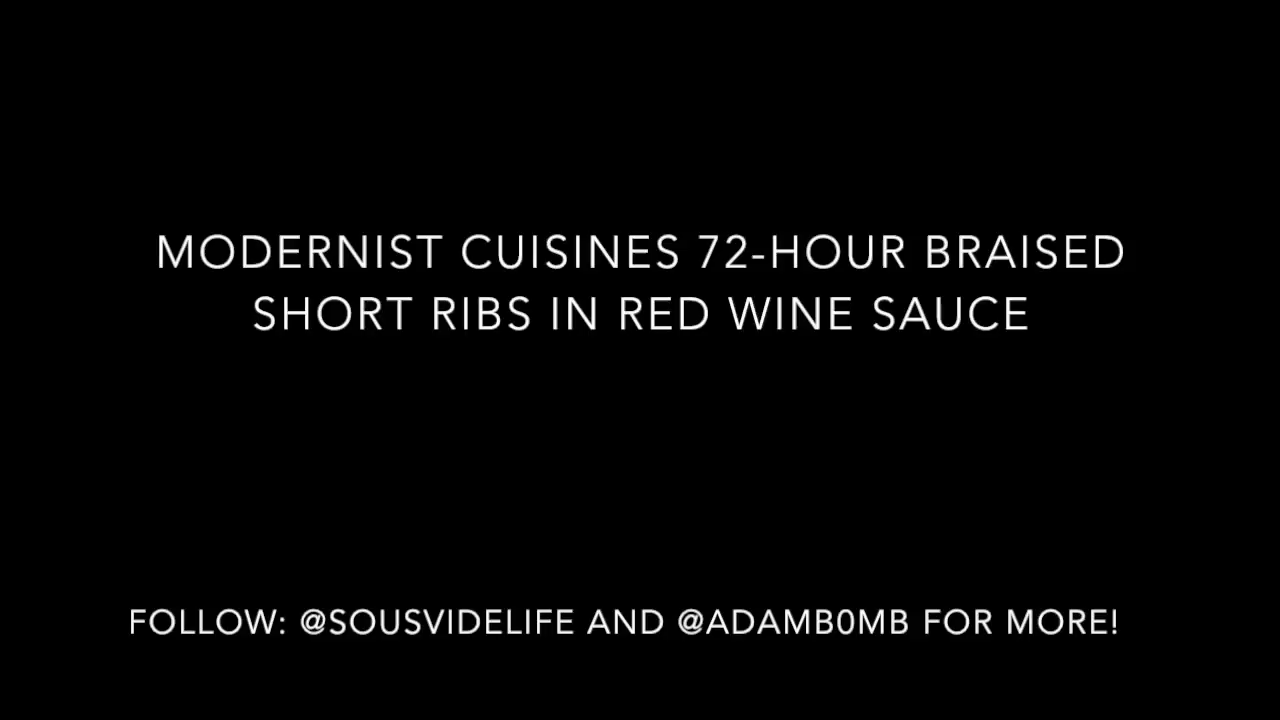 MODERNIST CUISINES 72-HOUR BRAISED
SHORT RIBS IN RED WINE SAUCE
FOLLOW: @SOUSVIDELIFE AND @ADAMB0MB FOR MORE!